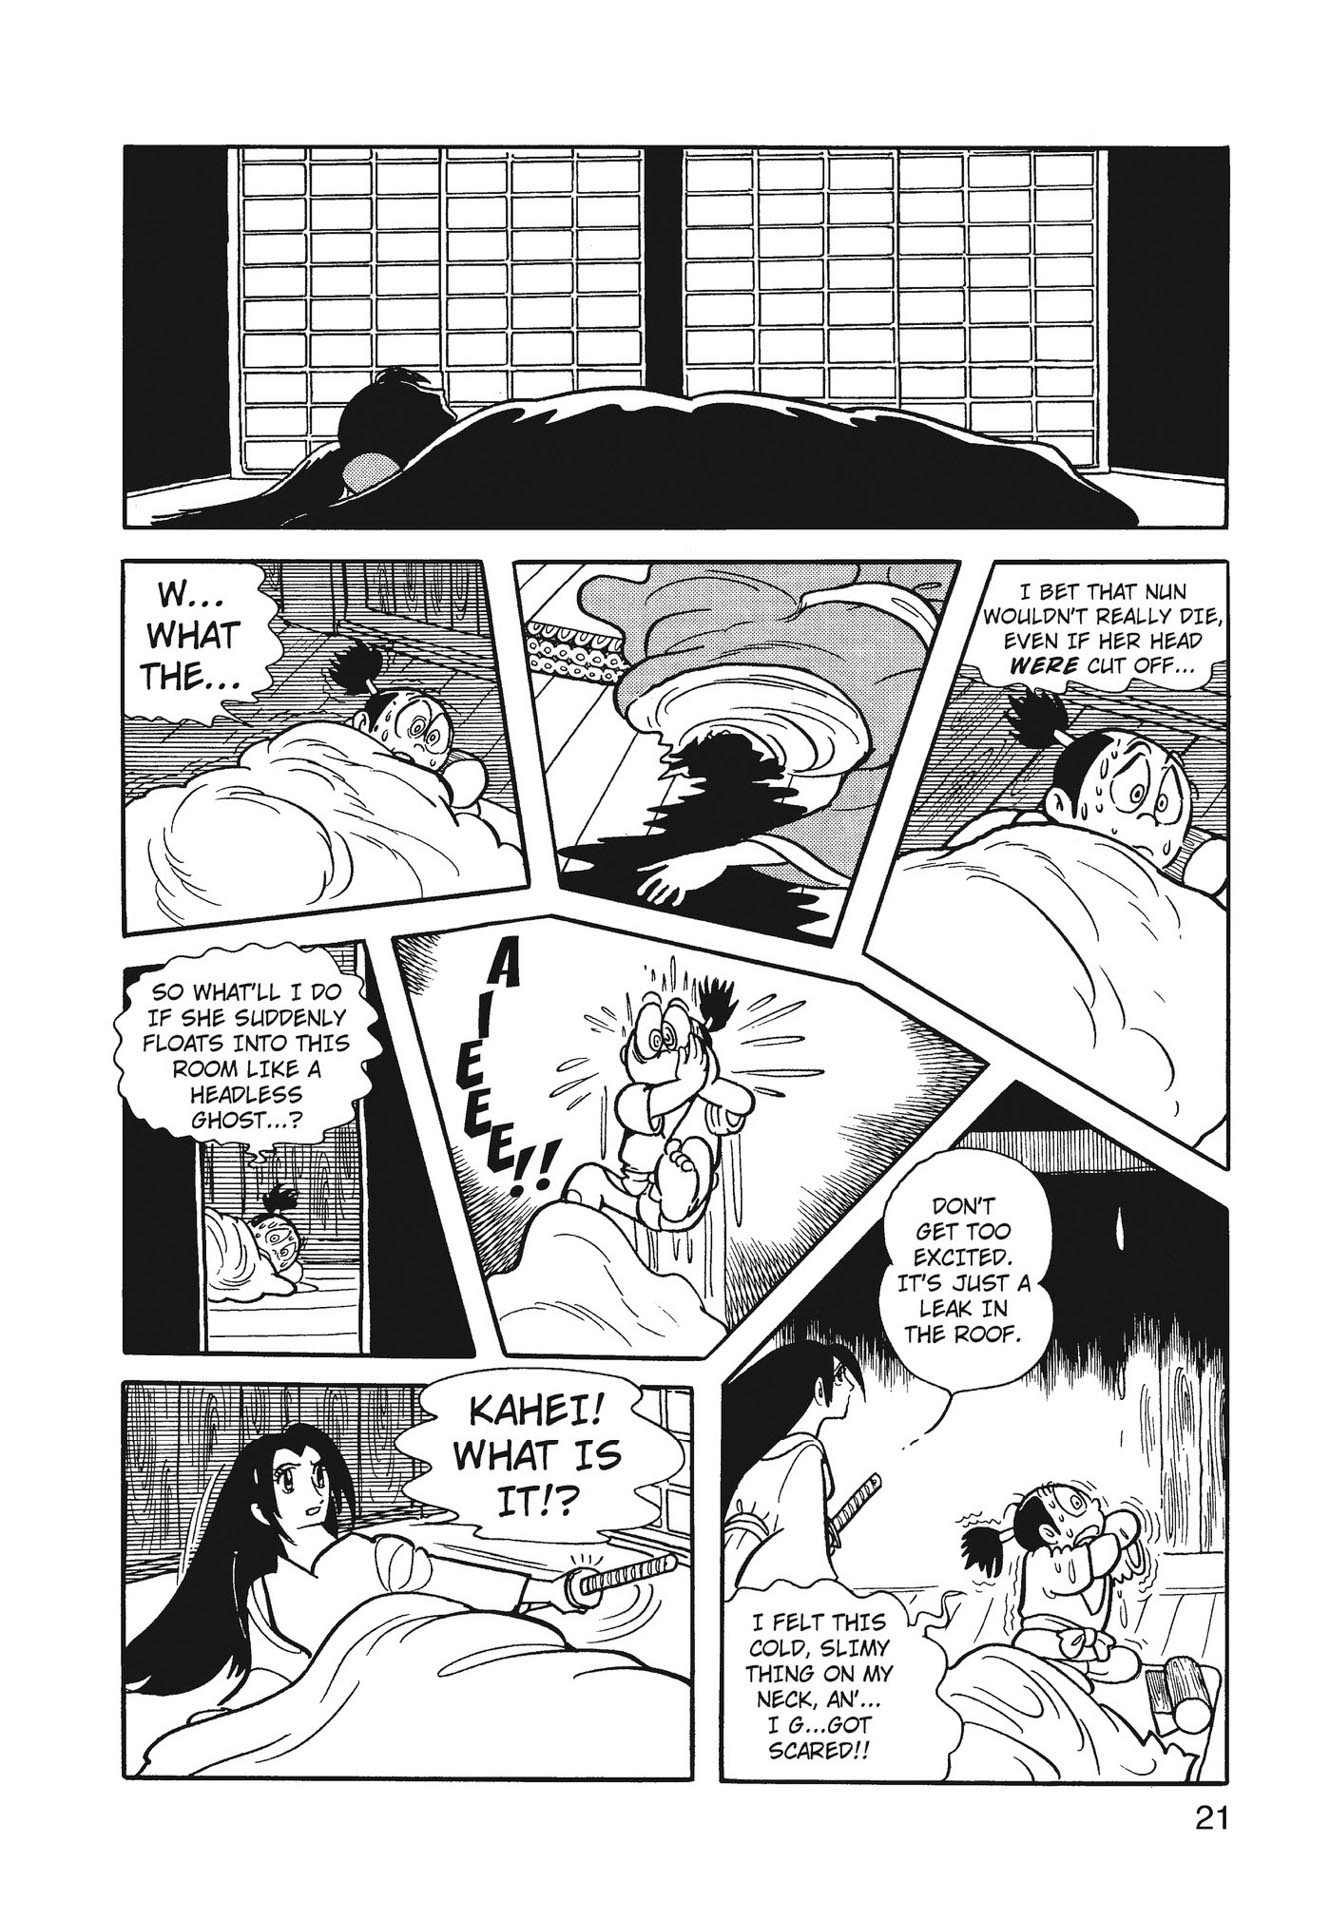 W...
WHAT
THE...
I BET THAT NUN
WOULDN'T REALLY DIE,
EVEN IF HER HEAD
WERE CUT OFF...
SO WHAT'LL I DO
IF SHE SUDDENLY
FLOATS INTO THIS
ROOM LIKE A
HEADLESS
GHOST...?
AIEEEE!!
DON'T
GET TOO
EXCITED.
IT'S JUST A
LEAK IN
THE ROOF.
KAHEI!
WHAT IS
IT!?
I FELT THIS
COLD, SLIMY
THING ON MY
NECK, AN'...
I G...GOT
SCARED!!
21